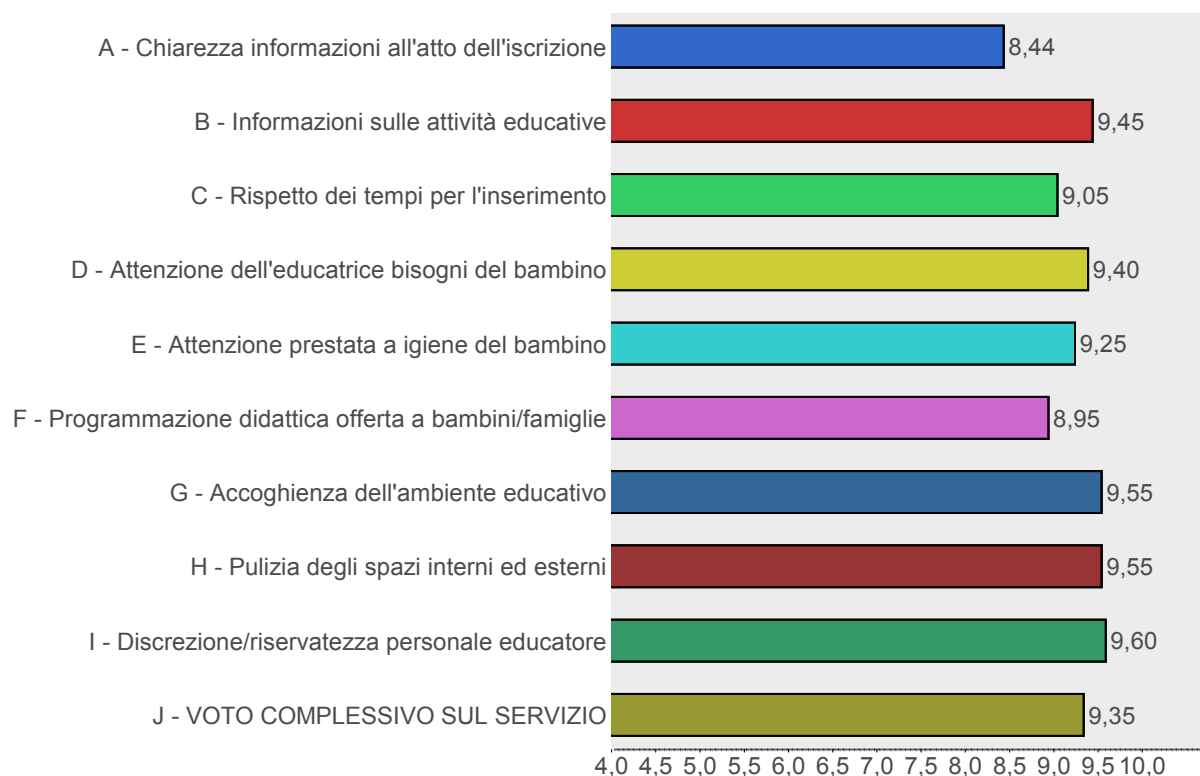 A - Chiarezza informazioni all'atto dell'iscrizione 8,44
B - Informazioni sulle attività educative 9,45
C - Rispetto dei tempi per l'inserimento 9,05
D - Attenzione dell'educatrice bisogni del bambino 9,40
E - Attenzione prestata a igiene del bambino 9,25
F - Programmazione didattica offerta a bambini/famiglie 8,95
G - Accoghienza dell'ambiente educativo 9,55
H - Pulizia degli spazi interni ed esterni 9,55
I - Discrezione/riservatezza personale educatore 9,60
J - VOTO COMPLESSIVO SUL SERVIZIO 9,35
4,0 4,5 5,0 5,5 6,0 6,5 7,0 7,5 8,0 8,5 9,0 9,5 10,0